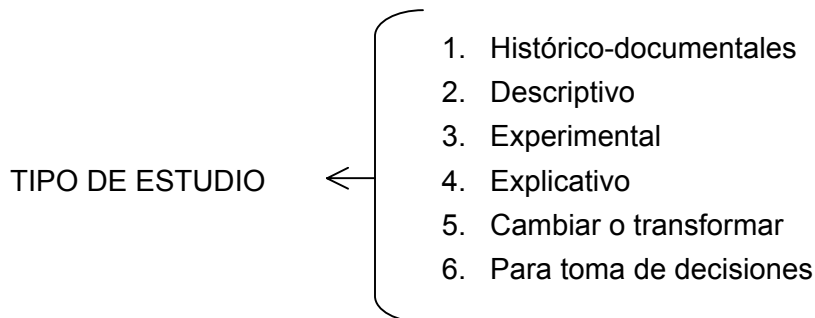 1. Histórico-documentales
2. Descriptivo
3. Experimental
TIPO DE ESTUDIO
4. Explicativo
5. Cambiar o transformar
6. Para toma de decisiones